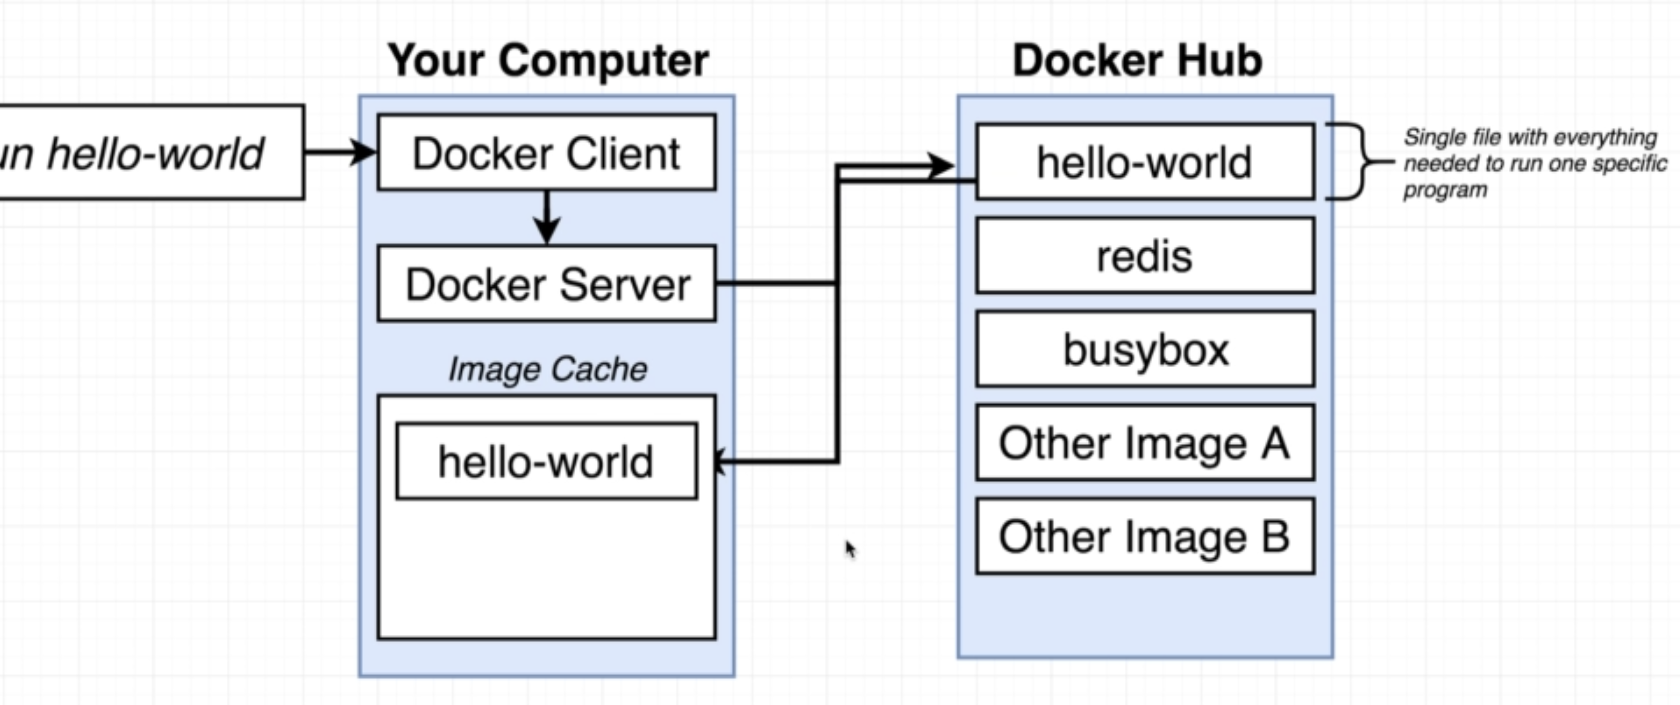 Your Computer
Docker Hub
un hello-world
Docker Client
Docker Server
Image Cache
hello-world
hello-world
redis
busybox
Other Image A
Other Image B
Single file with everything
needed to run one specific
program